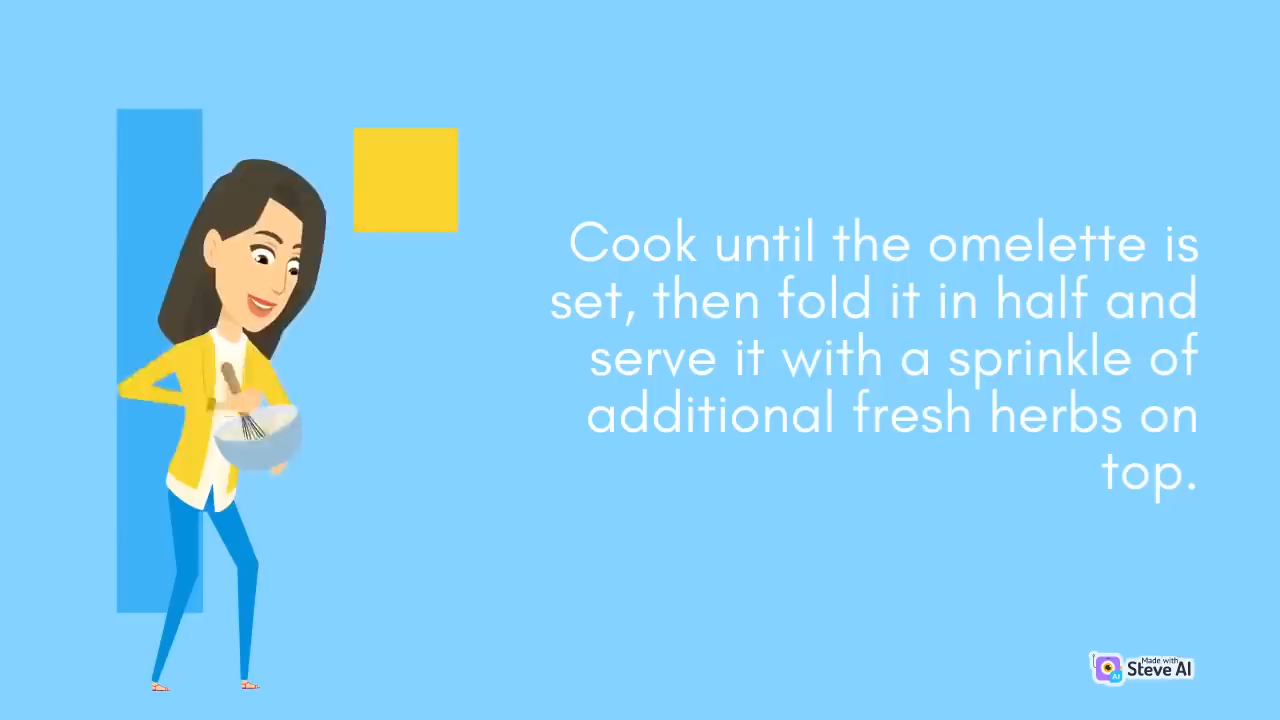 Cook until the omelette is
set, then fold it in half and
serve it with a sprinkle of
additional fresh herbs on
top.
Made with
Steve AI
AI